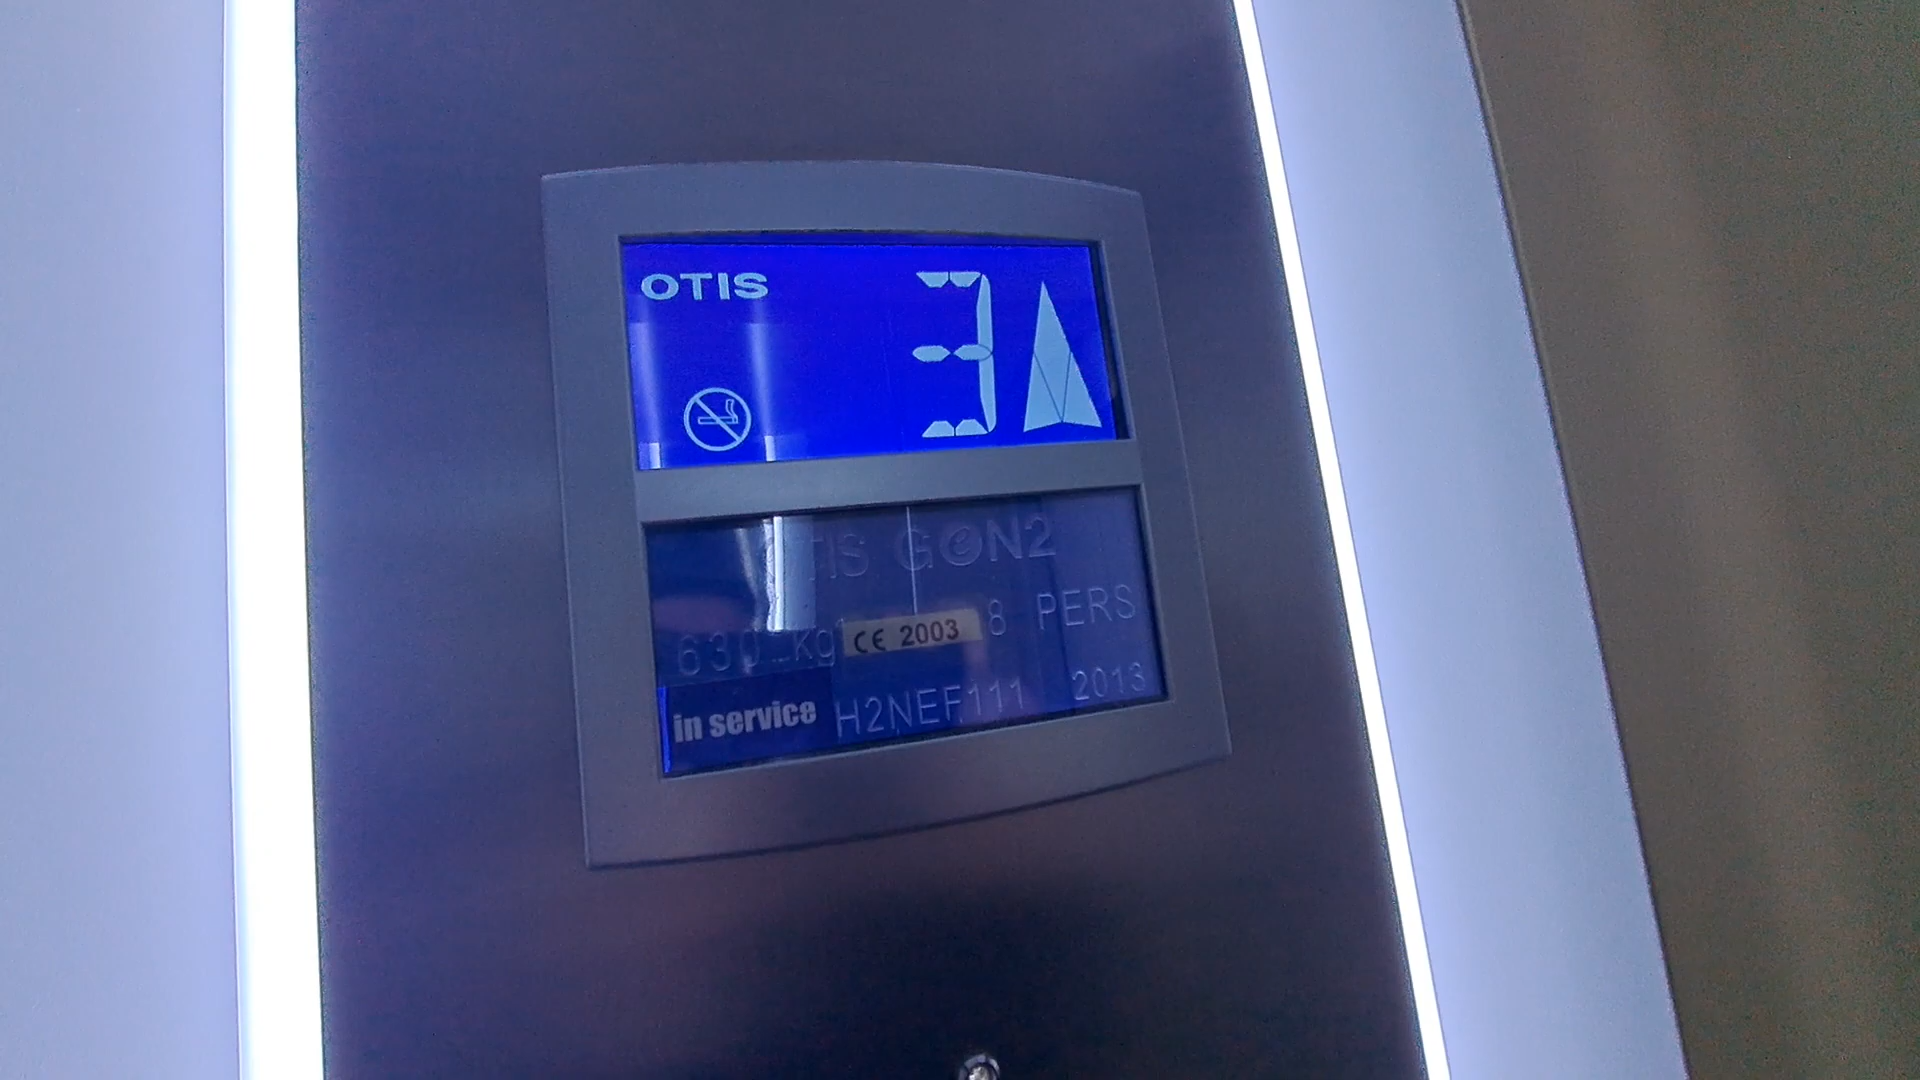 OTIS 3
OTIS GeN2
630 Kg CE 2003 8 PERS
in service H2NEF111 2013